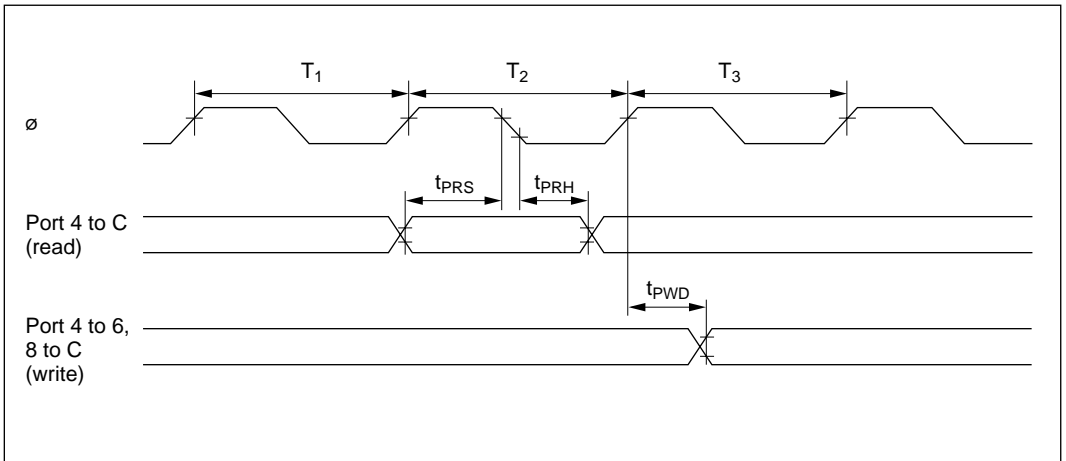 T1 T2 T3
ø
tPRS tPRH
Port 4 to C
(read)
tPWD
Port 4 to 6,
8 to C
(write)